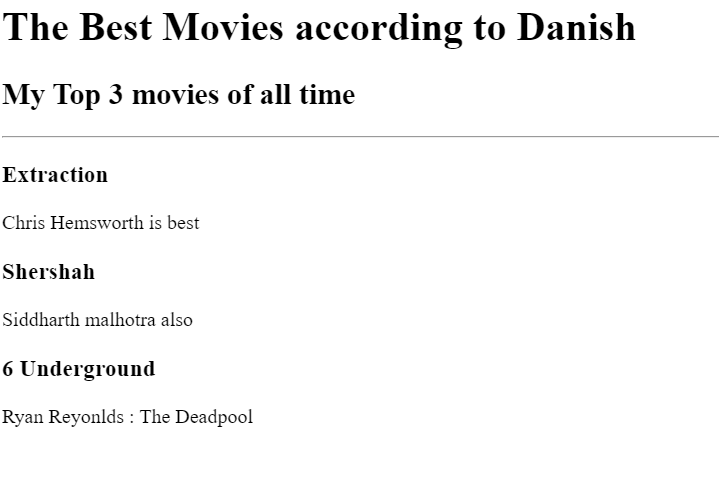 The Best Movies according to Danish
My Top 3 movies of all time
Extraction
Chris Hemsworth is best
Shershah
Siddharth malhotra also
6 Underground
Ryan Reyonlds : The Deadpool